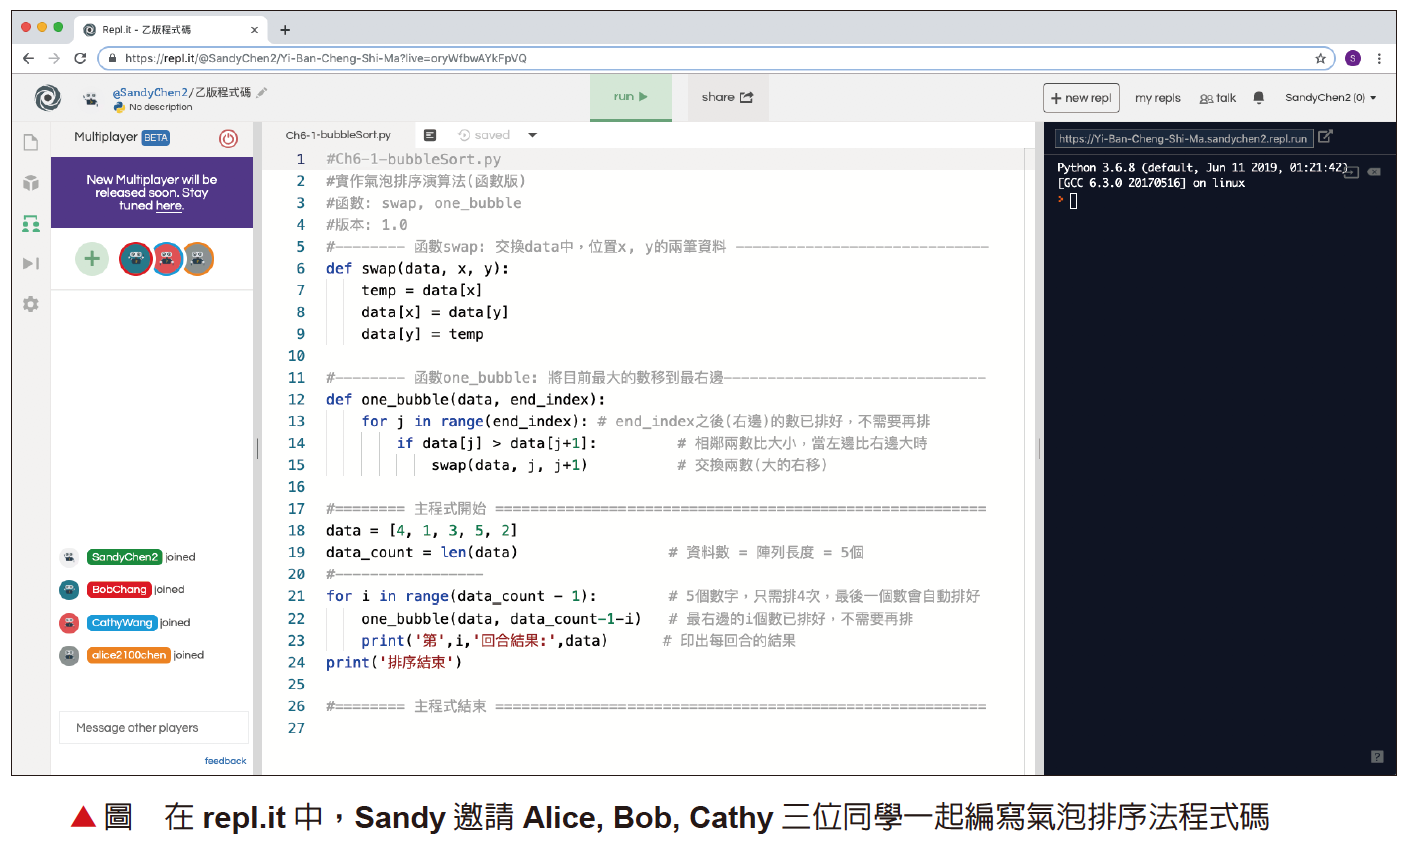 Repl.it - 乙版程式碼
https://repl.it/@SandyChen2/Yi-Ban-Cheng-Shi-Ma?live=oryWfbwAYkFpVQ
S
@SandyChen2/乙版程式碼
No description
run
share
+ new repl
my repls
talk
SandyChen2 (0)
Multiplayer BETA
New Multiplayer will be
released soon. Stay
tuned here.
SandyChen2 joined
BobChang joined
CathyWang joined
alice2100chen joined
Message other players
feedback
Ch6-1-bubbleSort.py
saved
1 #Ch6-1-bubbleSort.py
2 #實作氣泡排序演算法(函數版)
3 #函數: swap, one_bubble
4 #版本: 1.0
5 #-------- 函數swap: 交換data中，位置x, y的兩筆資料 -----------------------------
6 def swap(data, x, y):
7     temp = data[x]
8     data[x] = data[y]
9     data[y] = temp
10
11 #-------- 函數one_bubble: 將目前最大的數移到最右邊------------------------------
12 def one_bubble(data, end_index):
13     for j in range(end_index): # end_index之後(右邊)的數已排好，不需要再排
14         if data[j] > data[j+1]:         # 相鄰兩數比大小，當左邊比右邊大時
15             swap(data, j, j+1)          # 交換兩數(大的右移)
16
17 #======== 主程式開始 ========================================================
18 data = [4, 1, 3, 5, 2]
19 data_count = len(data)                 # 資料數 = 陣列長度 = 5個
20 #-----------------
21 for i in range(data_count - 1):        # 5個數字，只需排4次，最後一個數會自動排好
22     one_bubble(data, data_count-1-i)   # 最右邊的i個數已排好，不需要再排
23     print('第',i,'回合結果:',data)      # 印出每回合的結果
24 print('排序結束')
25
26 #======== 主程式結束 ========================================================
27
https://Yi-Ban-Cheng-Shi-Ma.sandychen2.repl.run
Python 3.6.8 (default, Jun 11 2019, 01:21:42)
[GCC 6.3.0 20170516] on linux
>
?
▲圖　在 repl.it 中，Sandy 邀請 Alice, Bob, Cathy 三位同學一起編寫氣泡排序法程式碼